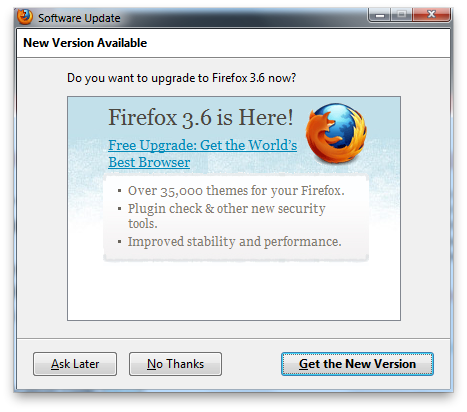 Software Update
New Version Available
Do you want to upgrade to Firefox 3.6 now?
Firefox 3.6 is Here!
Free Upgrade: Get the World's
Best Browser
• Over 35,000 themes for your Firefox.
• Plugin check & other new security
tools.
• Improved stability and performance.
Ask Later
No Thanks
Get the New Version